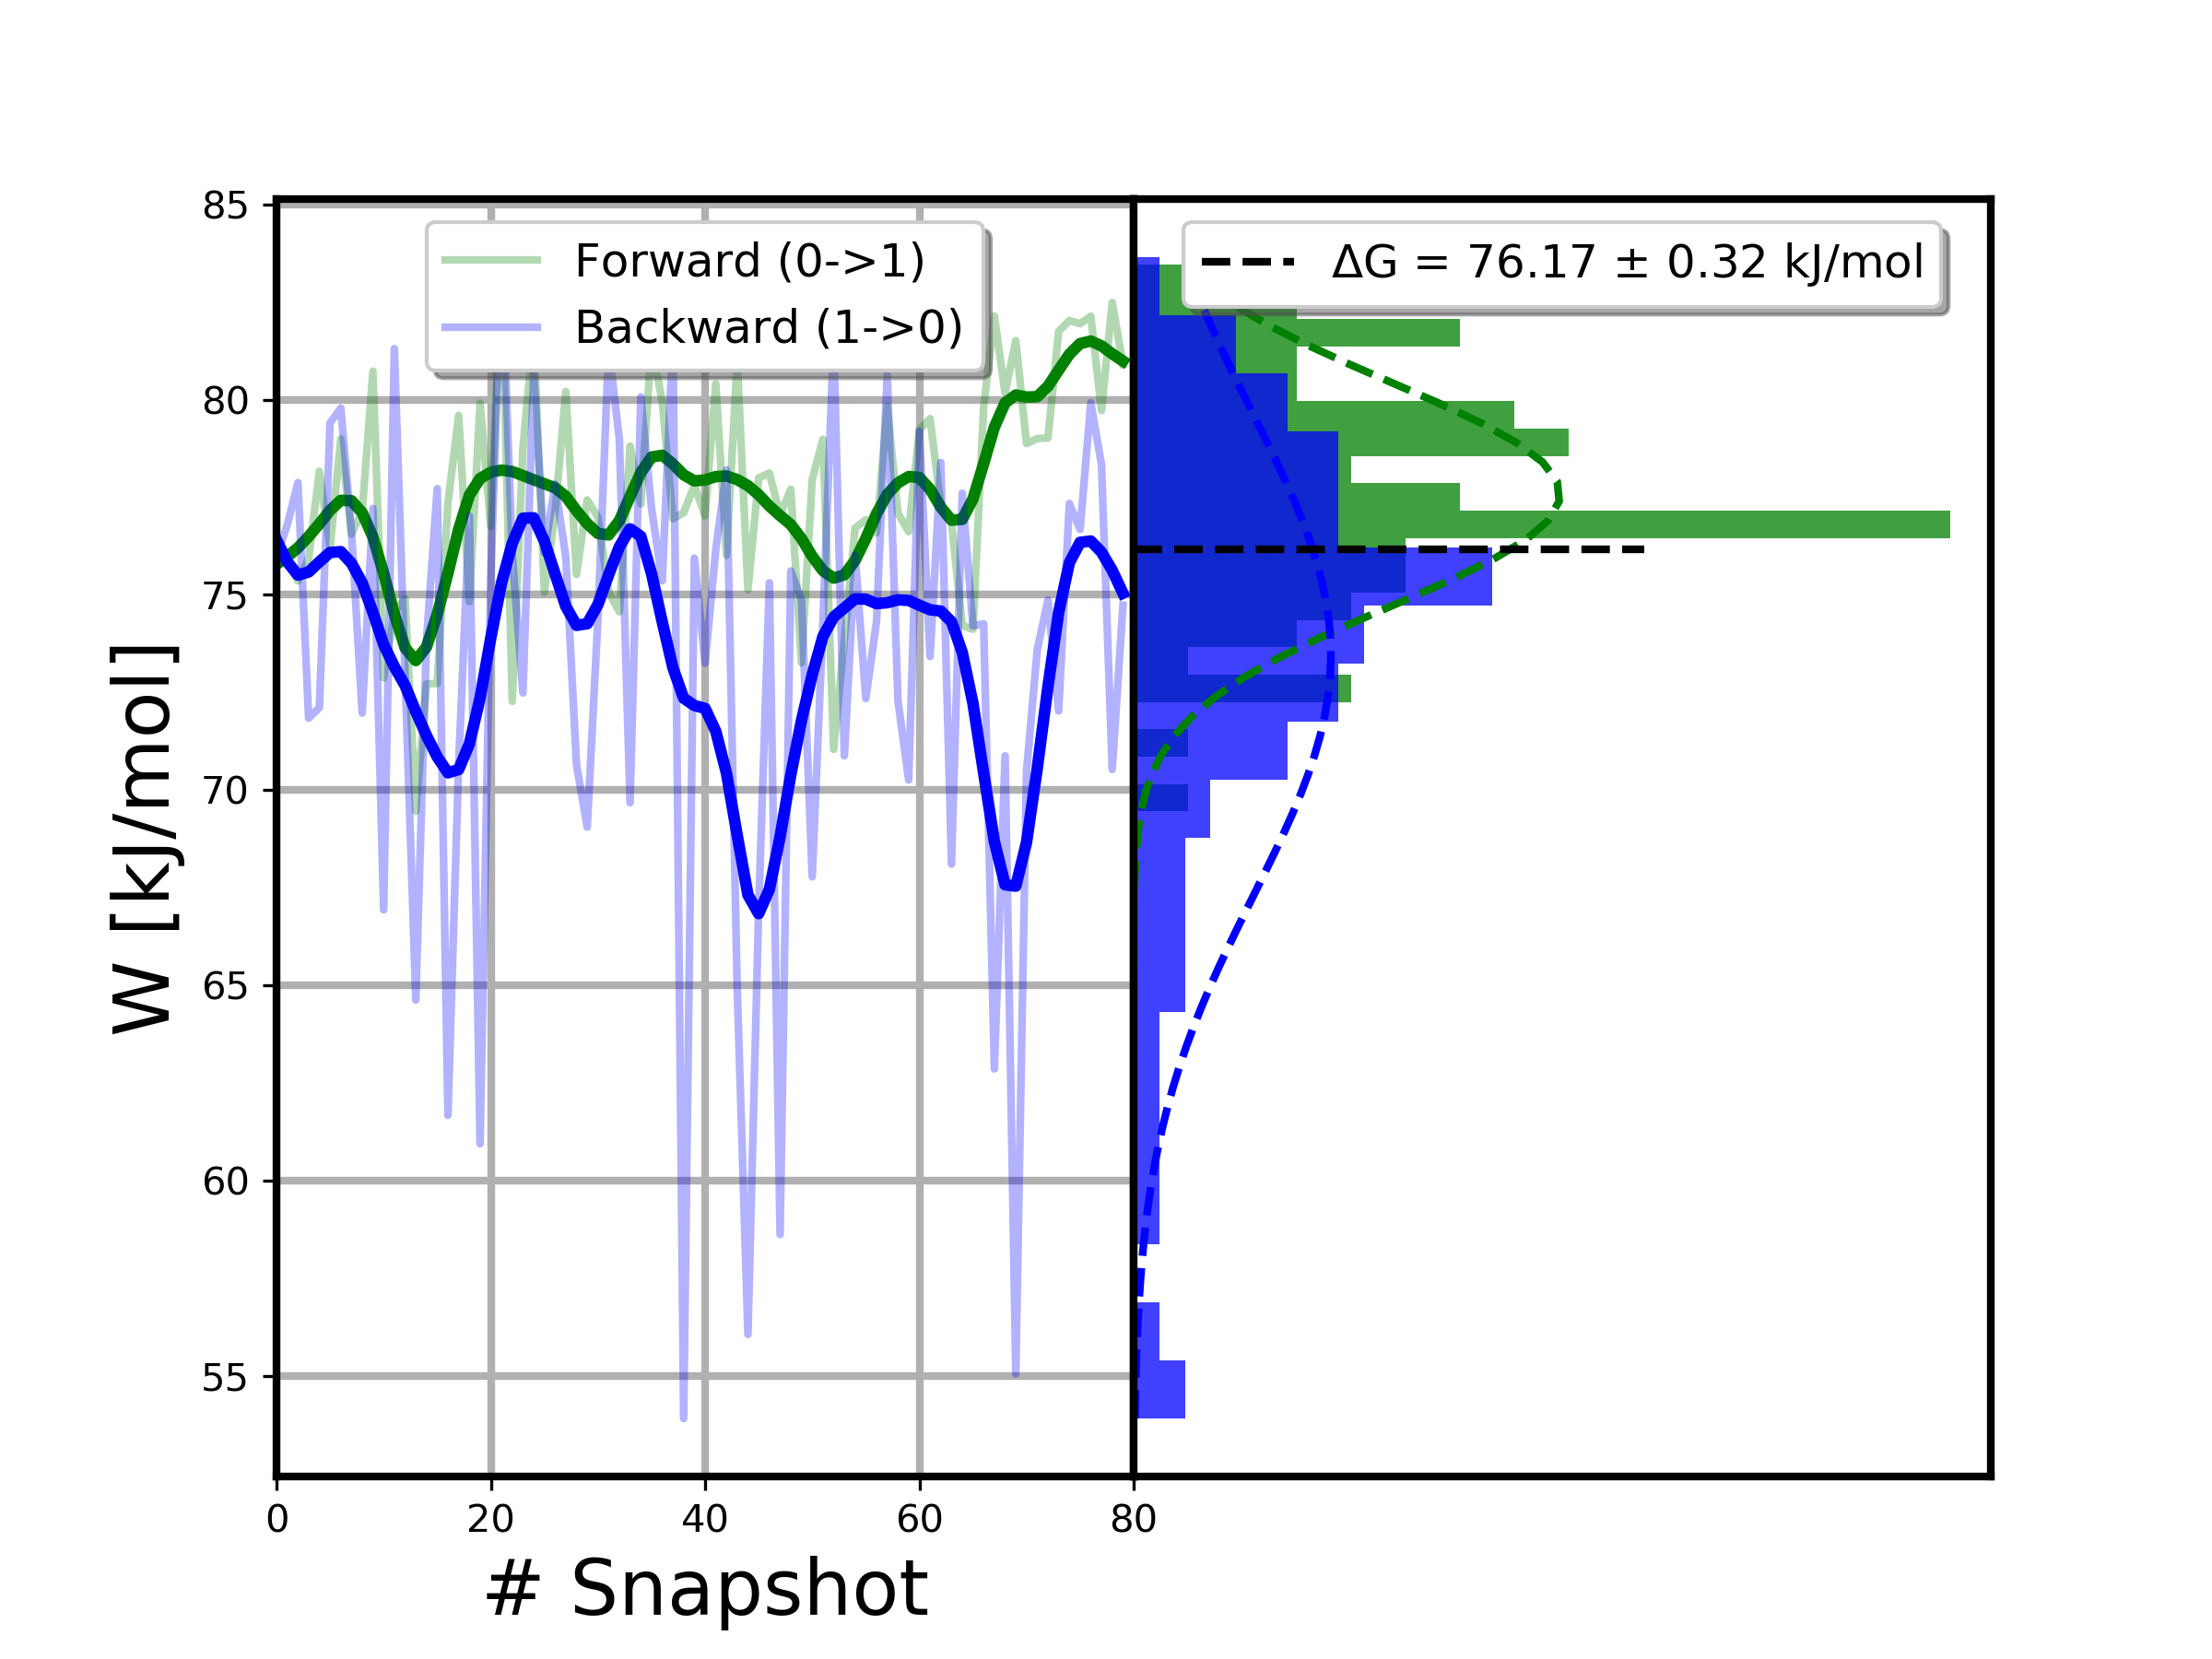 85
80
75
70
65
60
55
W [kJ/mol]
Forward (0->1)
Backward (1->0)
ΔG = 76.17 ± 0.32 kJ/mol
0 20 40 60 80
# Snapshot